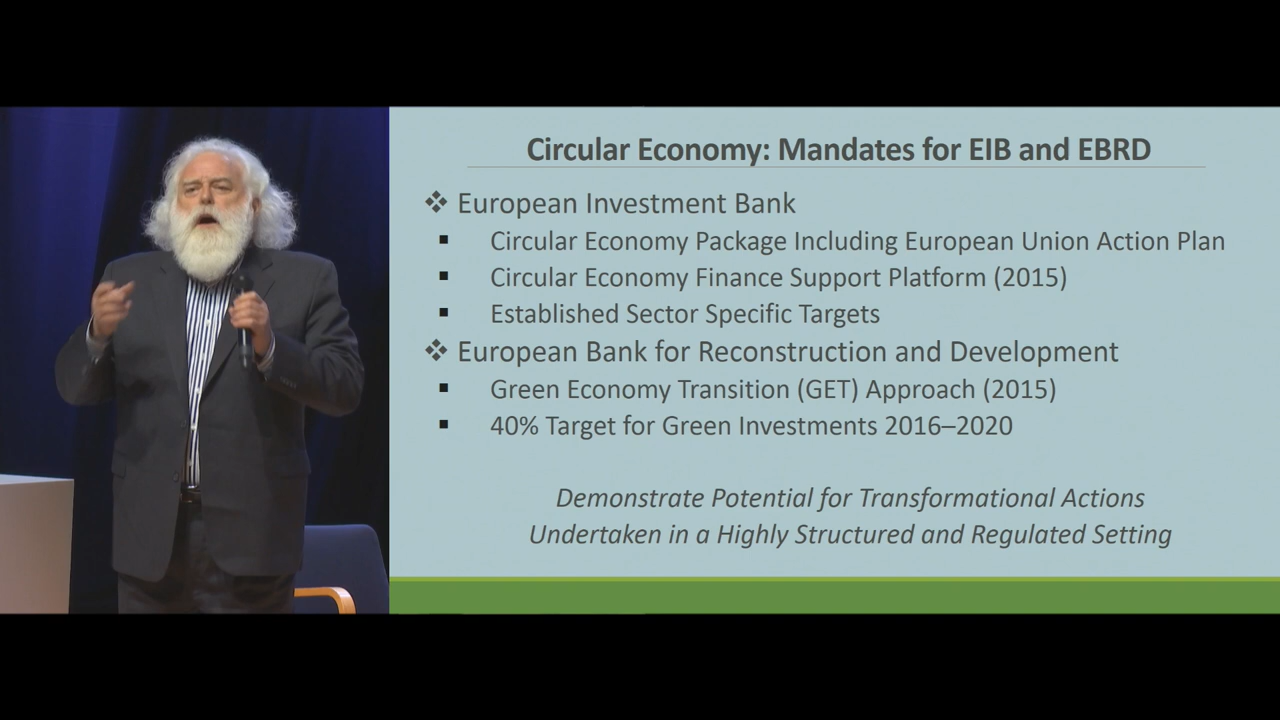 Circular Economy: Mandates for EIB and EBRD
❖ European Investment Bank
▪ Circular Economy Package Including European Union Action Plan
▪ Circular Economy Finance Support Platform (2015)
▪ Established Sector Specific Targets
❖ European Bank for Reconstruction and Development
▪ Green Economy Transition (GET) Approach (2015)
▪ 40% Target for Green Investments 2016–2020
Demonstrate Potential for Transformational Actions
Undertaken in a Highly Structured and Regulated Setting